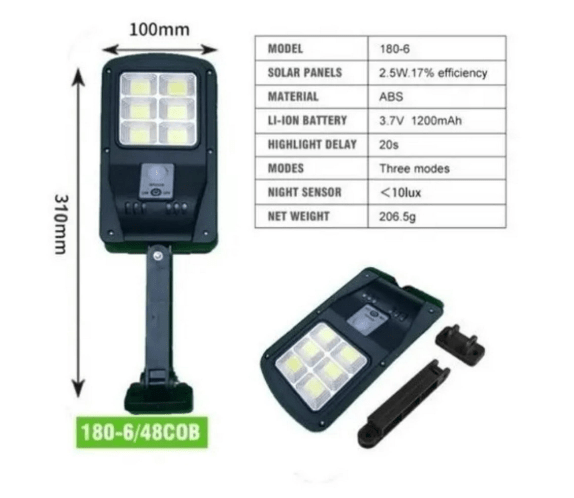 100mm
310mm
MODEL 180-6
SOLAR PANELS 2.5W.17% efficiency
MATERIAL ABS
LI-ION BATTERY 3.7V 1200mAh
HIGHLIGHT DELAY 20s
MODES Three modes
NIGHT SENSOR <10lux
NET WEIGHT 206.5g
180-6/48COB